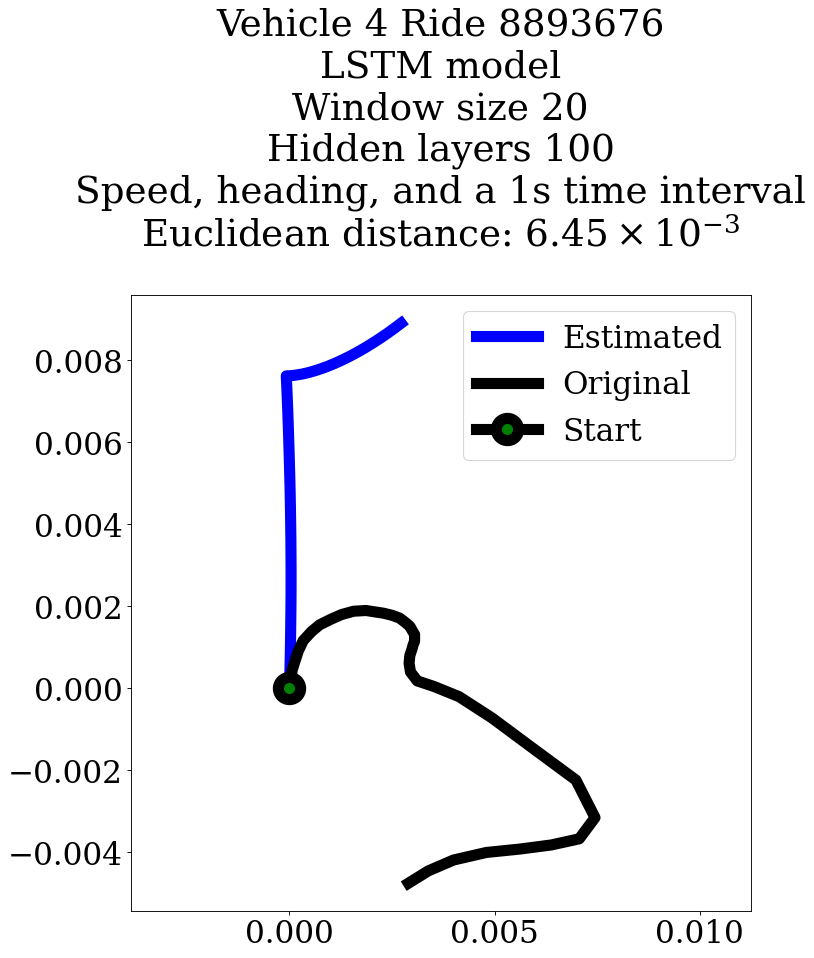 Vehicle 4 Ride 8893676
LSTM model
Window size 20
Hidden layers 100
Speed, heading, and a 1s time interval
Euclidean distance: 6.45 × 10⁻³
Estimated
Original
Start
0.008
0.006
0.004
0.002
0.000
−0.002
−0.004
0.000 0.005 0.010